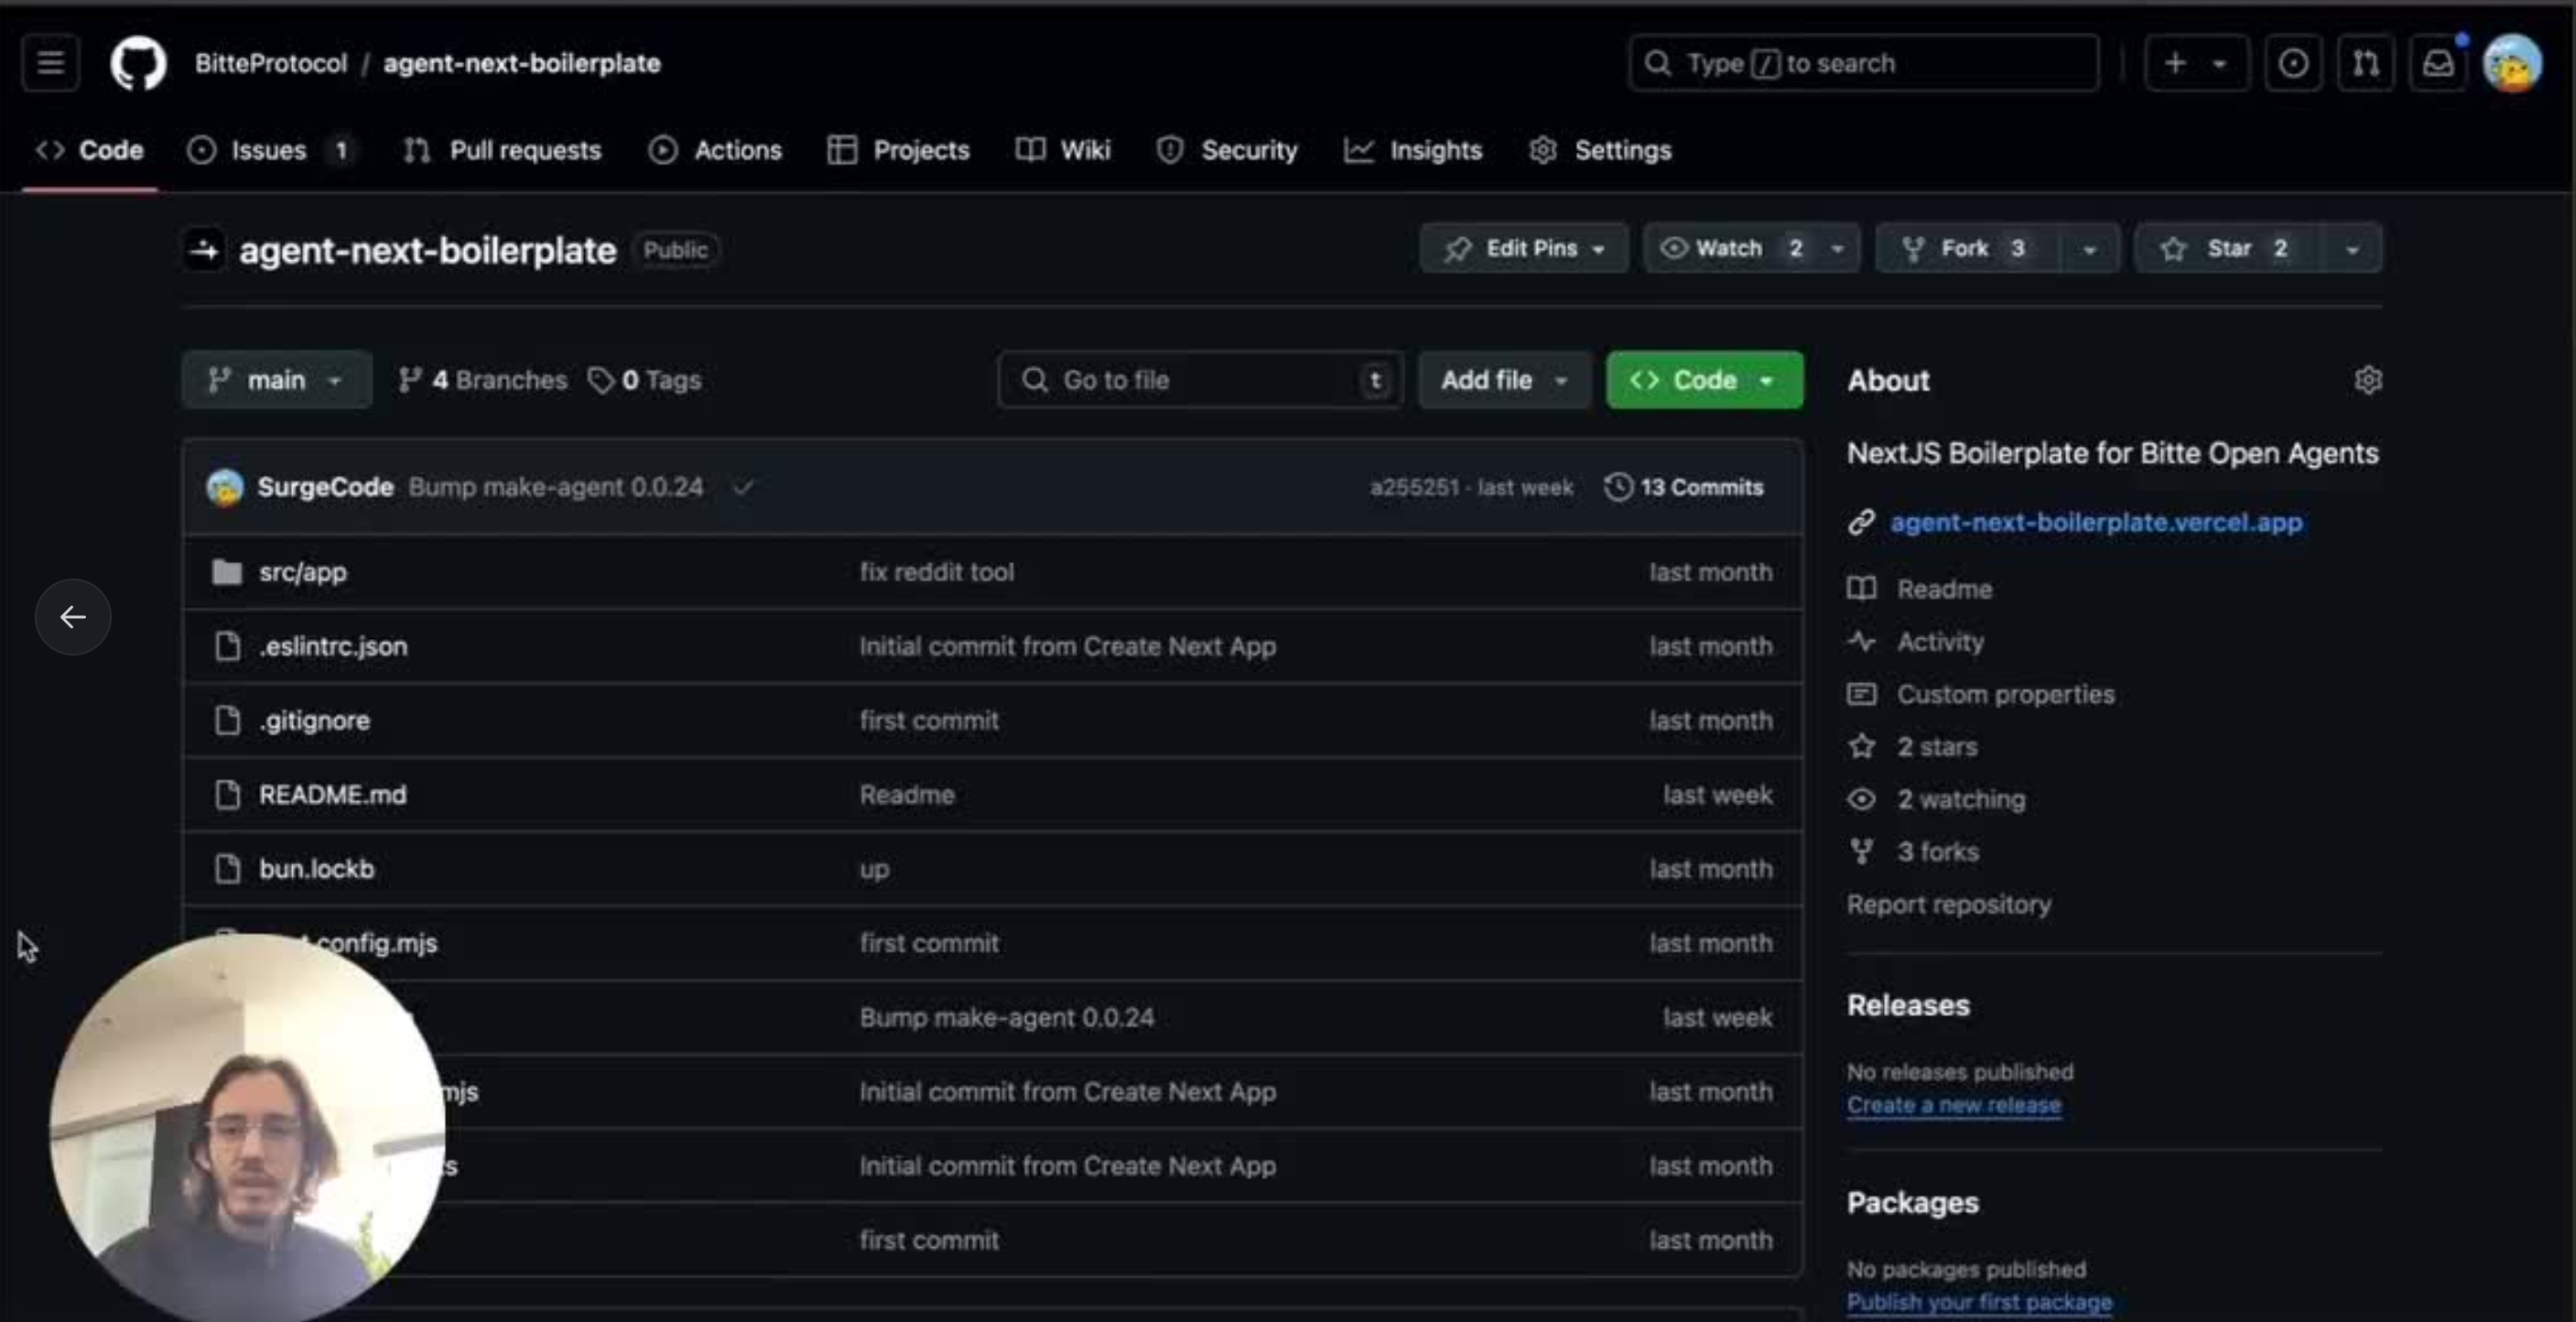 BitteProtocol / agent-next-boilerplate
Type / to search
Code Issues 1 Pull requests Actions Projects Wiki Security Insights Settings
agent-next-boilerplate Public
Edit Pins Watch 2 Fork 3 Star 2
main 4 Branches 0 Tags
Go to file t Add file Code
SurgeCode Bump make-agent 0.0.24 a255251 · last week 13 Commits
src/app fix reddit tool last month
.eslintrc.json Initial commit from Create Next App last month
.gitignore first commit last month
README.md Readme last week
bun.lockb up last month
.config.mjs first commit last month
Bump make-agent 0.0.24 last week
mjs Initial commit from Create Next App last month
s Initial commit from Create Next App last month
first commit last month
About
NextJS Boilerplate for Bitte Open Agents
agent-next-boilerplate.vercel.app
Readme
Activity
Custom properties
2 stars
2 watching
3 forks
Report repository
Releases
No releases published
Create a new release
Packages
No packages published
Publish your first package